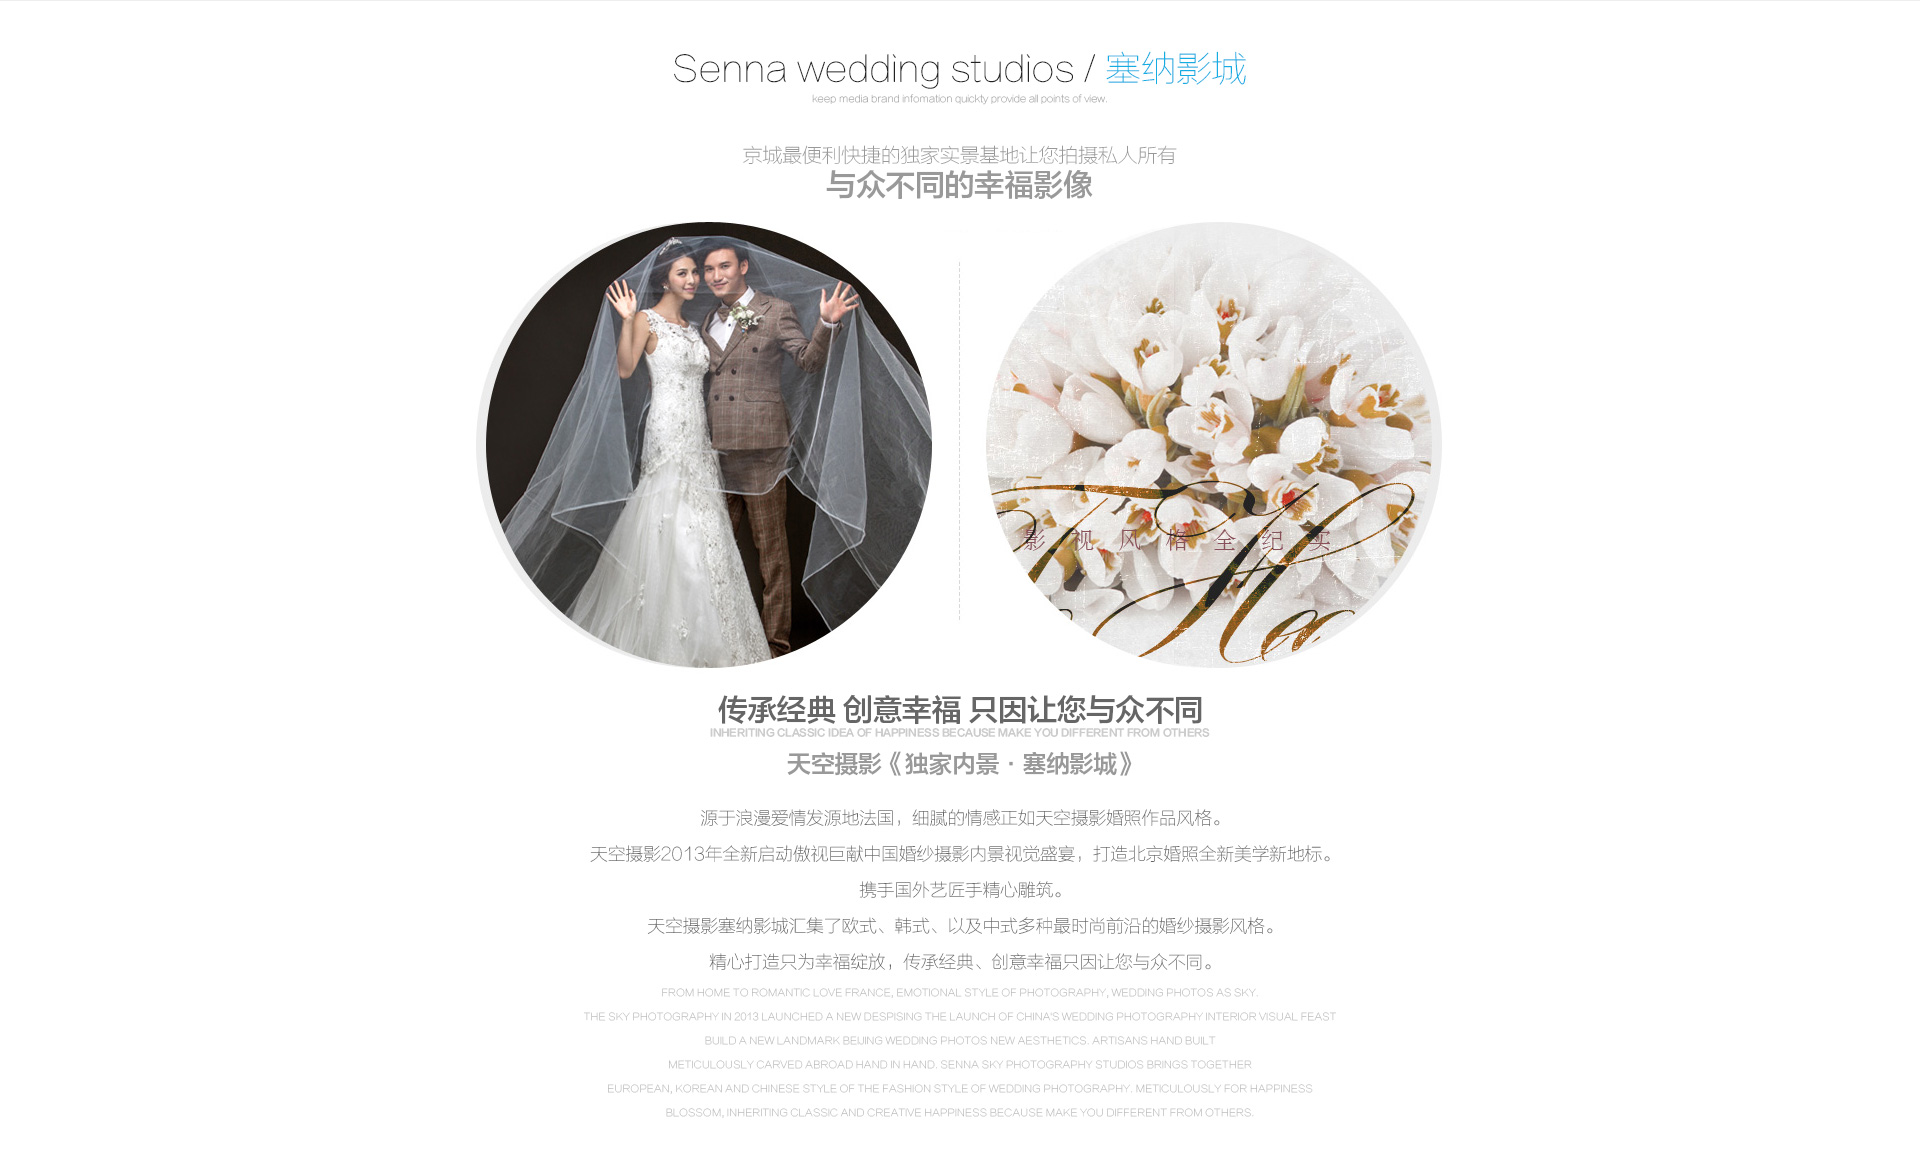 Senna wedding studios / 塞纳影城
keep media brand infomation quickty provide all points of view.
京城最便利快捷的独家实景基地让您拍摄私人所有
与众不同的幸福影像
影视风格全纪实
传承经典 创意幸福 只因让您与众不同
INHERITING CLASSIC IDEA OF HAPPINESS BECAUSE MAKE YOU DIFFERENT FROM OTHERS
天空摄影《独家内景·塞纳影城》
源于浪漫爱情发源地法国，细腻的情感正如天空摄影婚照作品风格。
天空摄影2013年全新启动傲视巨献中国婚纱摄影内景视觉盛宴，打造北京婚照全新美学新地标。
携手国外艺匠手精心雕筑。
天空摄影塞纳影城汇集了欧式、韩式、以及中式多种最时尚前沿的婚纱摄影风格。
精心打造只为幸福绽放，传承经典、创意幸福只因让您与众不同。
FROM HOME TO ROMANTIC LOVE FRANCE, EMOTIONAL STYLE OF PHOTOGRAPHY, WEDDING PHOTOS AS SKY.
THE SKY PHOTOGRAPHY IN 2013 LAUNCHED A NEW DESPISING THE LAUNCH OF CHINA'S WEDDING PHOTOGRAPHY INTERIOR VISUAL FEAST
BUILD A NEW LANDMARK BEIJING WEDDING PHOTOS NEW AESTHETICS. ARTISANS HAND BUILT
METICULOUSLY CARVED ABROAD HAND IN HAND. SENNA SKY PHOTOGRAPHY STUDIOS BRINGS TOGETHER
EUROPEAN, KOREAN AND CHINESE STYLE OF THE FASHION STYLE OF WEDDING PHOTOGRAPHY. METICULOUSLY FOR HAPPINESS
BLOSSOM, INHERITING CLASSIC AND CREATIVE HAPPINESS BECAUSE MAKE YOU DIFFERENT FROM OTHERS.